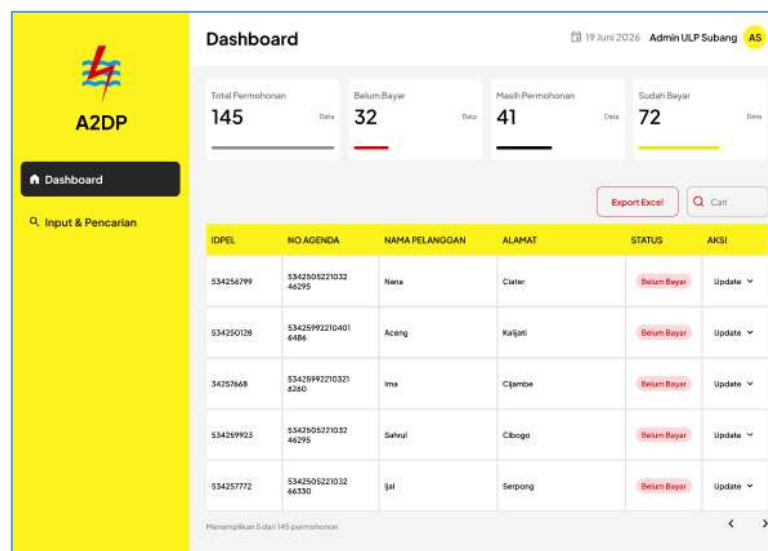 Dashboard
19 Juni 2026 Admin ULP Subang AS
A2DP
Total Permohonan
145 Data
Belum Bayar
32 Data
Masih Permohonan
41 Data
Sudah Bayar
72 Data
Dashboard
Input & Pencarian
Export Excel
Cari
IDPEL NO AGENDA NAMA PELANGGAN ALAMAT STATUS AKSI
534256799 5342505221032 Nena Ciater Belum Bayar Update
46295
534250128 53425992210401 Aceng Kalijati Belum Bayar Update
6486
34257668 53425992210321 Ima Cijambe Belum Bayar Update
6260
534259923 5342505221032 Sahrul Cibogo Belum Bayar Update
46295
534257772 5342505221032 Ijal Serpong Belum Bayar Update
66330
Menampilkan 5 dari 145 permohonan